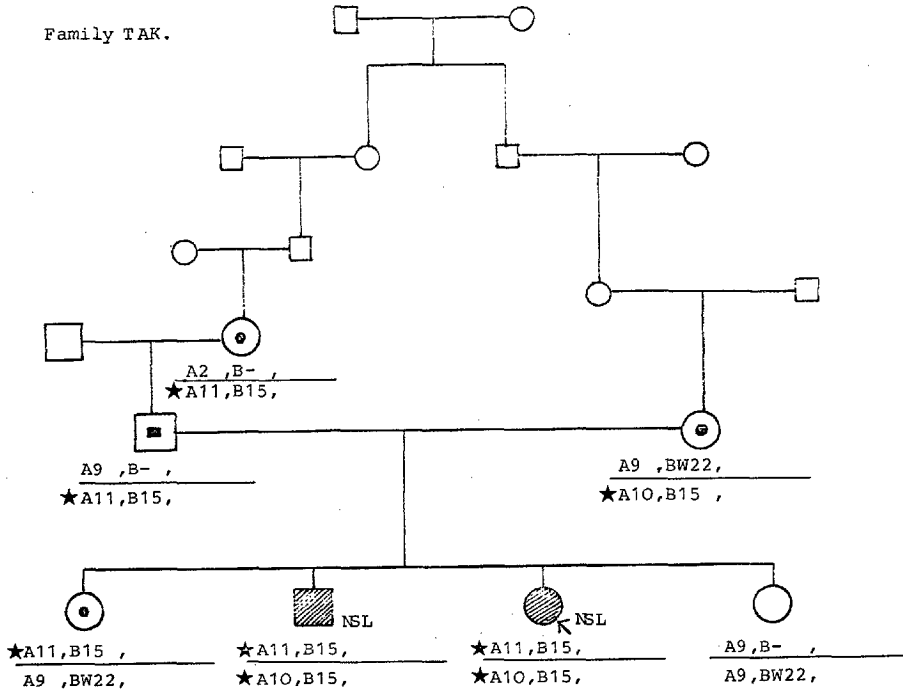 Family TAK.
A2 ,B- ,
★A11,B15,
A9 ,B- ,
★A11,B15,
A9 ,BW22,
★A10,B15 ,
NSL
NSL
★A11,B15 ,
A9 ,BW22,
☆A11,B15,
★A10,B15,
★A11,B15,
★A10,B15,
A9,B- ,
A9,BW22,